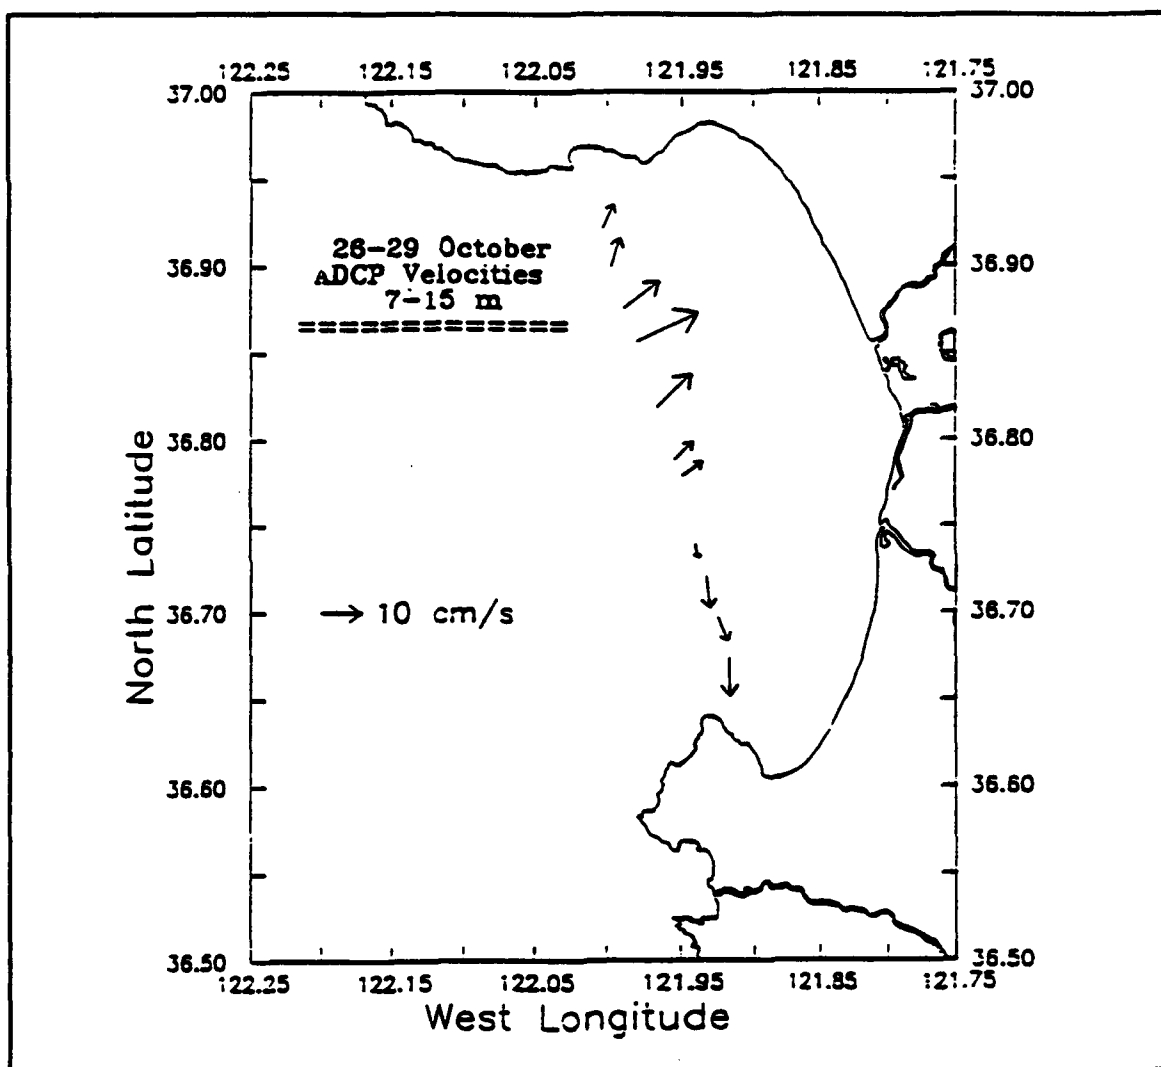 122.25 122.15 122.05 121.95 121.85 121.75
37.00 37.00
26-29 October
ADCP Velocities
7-15 m
=============
36.90 36.90
36.80 36.80
North Latitude
36.70 10 cm/s 36.70
36.60 36.60
36.50 36.50
122.25 122.15 122.05 121.95 121.85 121.75
West Longitude